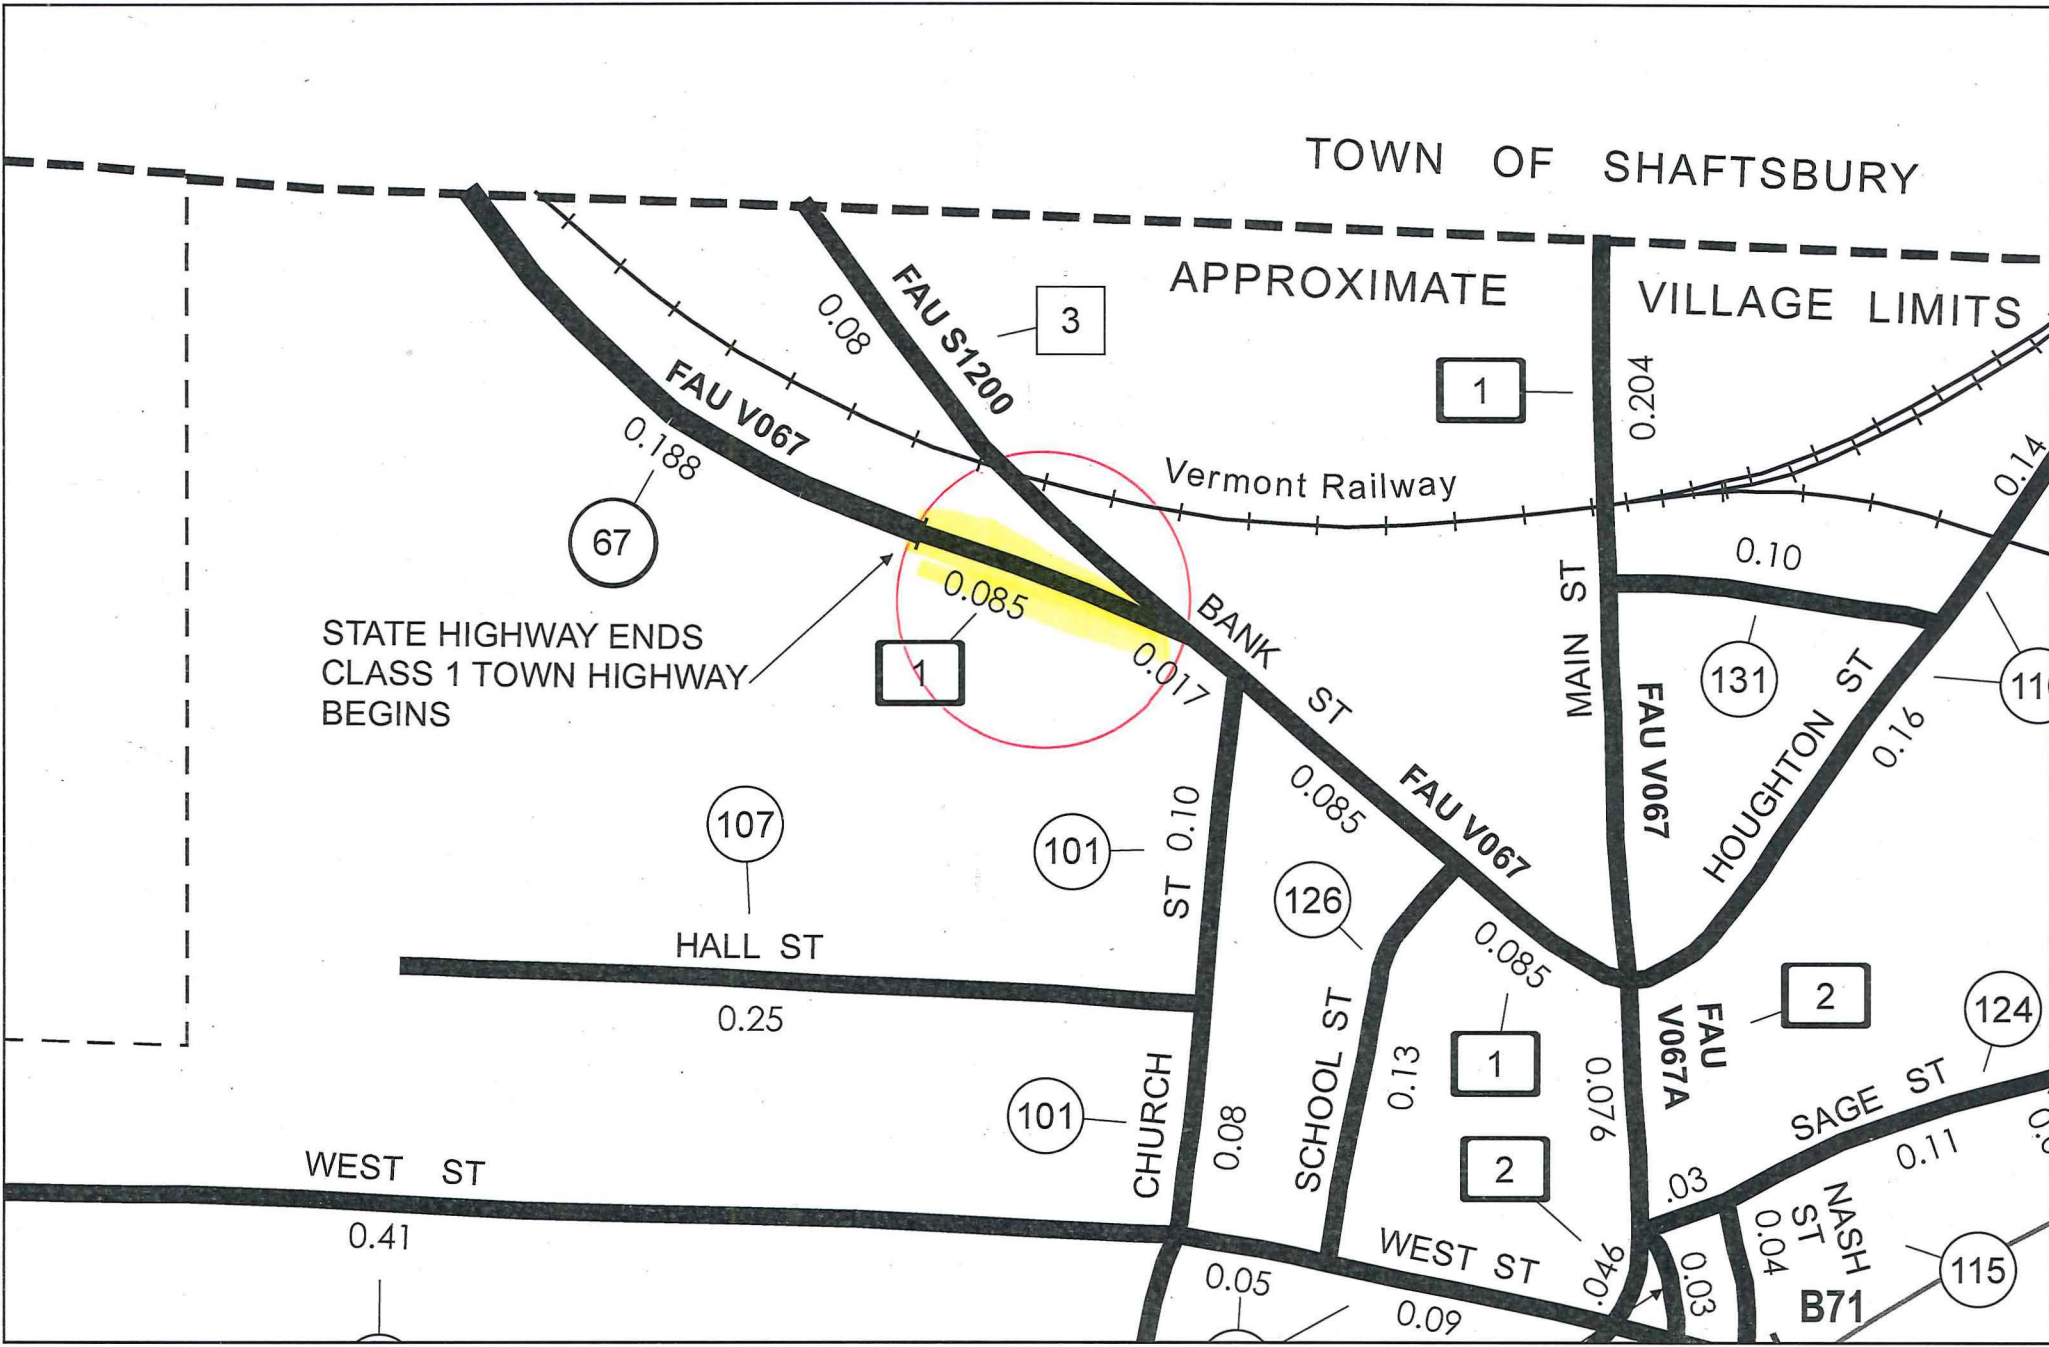 TOWN OF SHAFTSBURY
APPROXIMATE VILLAGE LIMITS
FAU S1200
0.08
3
1
0.204
FAU V067
0.188
67
Vermont Railway
0.14
0.10
131
STATE HIGHWAY ENDS
CLASS 1 TOWN HIGHWAY
BEGINS
0.085
1
0.017
BANK ST
MAIN ST
FAU V067
HOUGHTON ST
0.16
0.085
FAU V067
107
HALL ST
0.25
101
ST 0.10
126
0.085
1
2
FAU
V067A
124
SAGE ST
0.11
101
CHURCH
0.08
SCHOOL ST
0.13
0.076
2
WEST ST
0.41
0.05
WEST ST
0.09
.046
.03
0.03
0.04
NASH
ST
115
B71